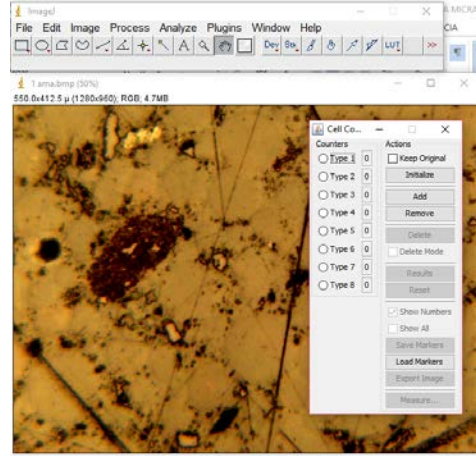 ImageJ
A MICRA
File Edit Image Process Analyze Plugins Window Help
CIA
A Dev Stk LUT >>
1 ama.bmp (50%)
550.0x412.5 µ (1280x960); RGB; 4.7MB
Cell Co...
Counters Actions
Type 1 0 Keep Original
Type 2 0 Initialize
Type 3 0 Add
Type 4 0 Remove
Type 5 0 Delete
Type 6 0 Delete Mode
Type 7 0 Results
Type 8 0 Reset
Show Numbers
Show All
Save Markers
Load Markers
Export Image
Measure...